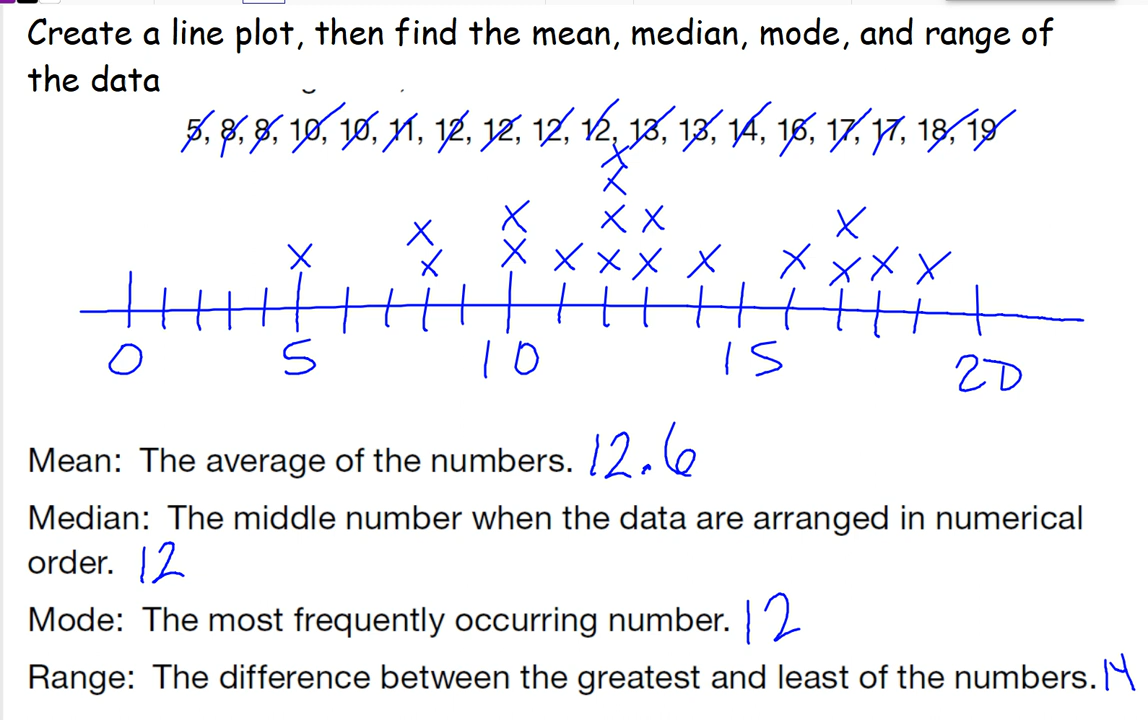 Create a line plot, then find the mean, median, mode, and range of
the data
5, 8, 8, 10, 10, 11, 12, 12, 12, 12, 13, 13, 14, 16, 17, 17, 18, 19
x
x
x x x
x x x x
x x x x x x x x x x x
0 5 10 15 20
Mean: The average of the numbers. 12.6
Median: The middle number when the data are arranged in numerical
order. 12
Mode: The most frequently occurring number. 12
Range: The difference between the greatest and least of the numbers. 14